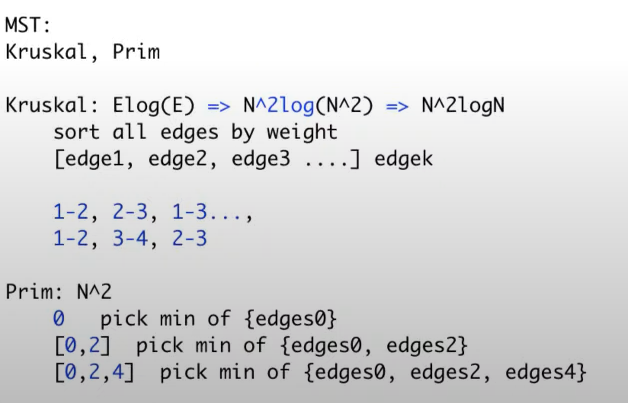 MST:
Kruskal, Prim
Kruskal: Elog(E) => N^2log(N^2) => N^2logN
sort all edges by weight
[edge1, edge2, edge3 ....] edgek
1-2, 2-3, 1-3...,
1-2, 3-4, 2-3
Prim: N^2
0 pick min of {edges0}
[0,2] pick min of {edges0, edges2}
[0,2,4] pick min of {edges0, edges2, edges4}